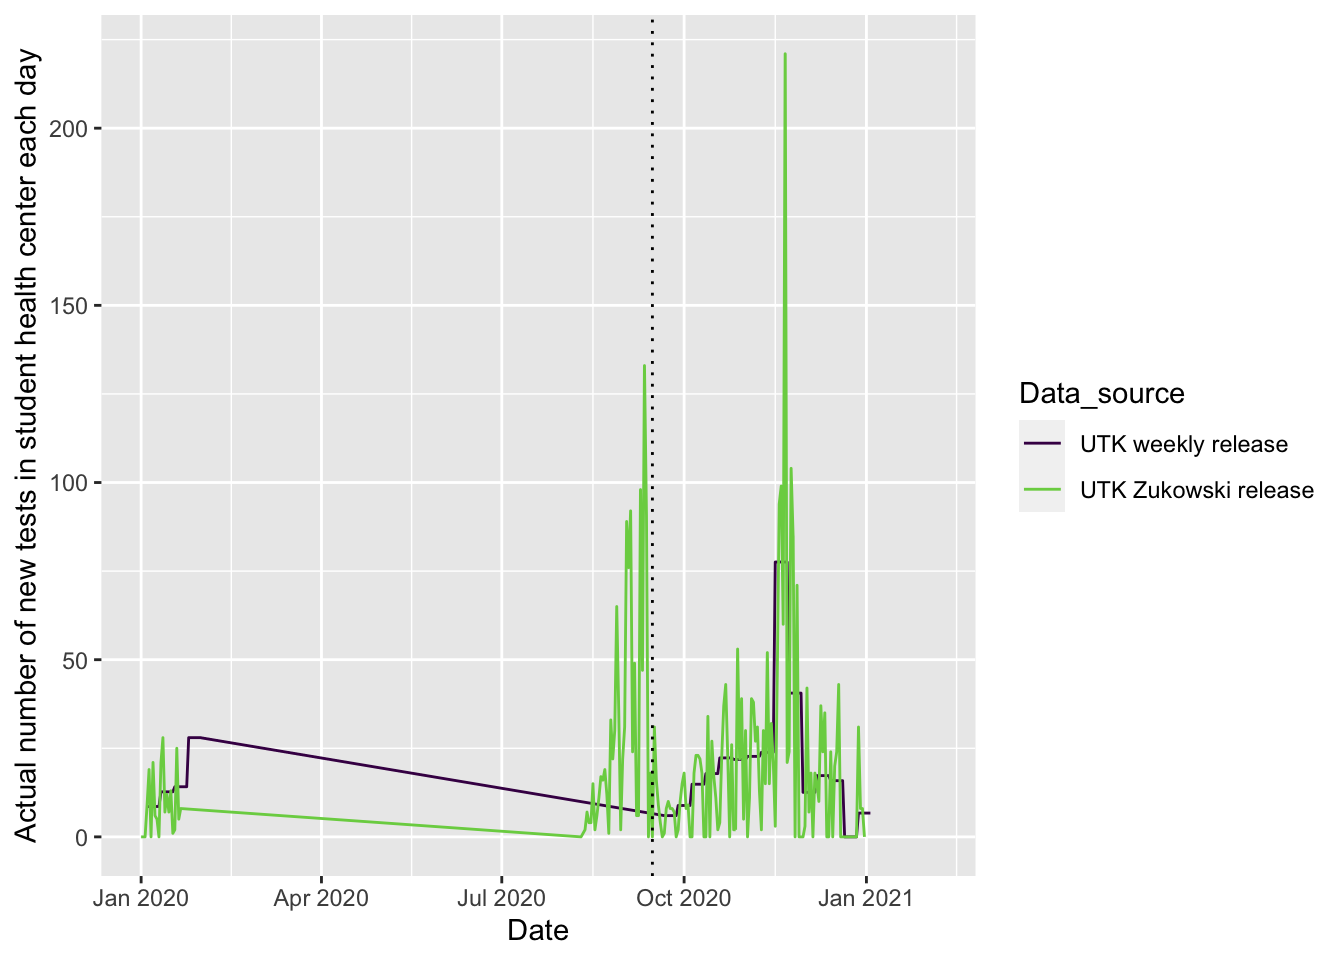 Actual number of new tests in student health center each day
200
150
100
50
0
Jan 2020
Apr 2020
Jul 2020
Oct 2020
Jan 2021
Date
Data_source
UTK weekly release
UTK Zukowski release